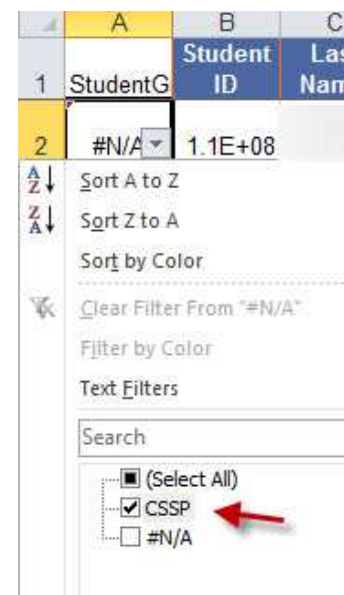 A B C
1 StudentG Student ID Las Nam
2 #N/A 1.1E+08
Sort A to Z
Sort Z to A
Sort by Color
Clear Filter From "#N/A"
Filter by Color
Text Filters
Search
(Select All)
CSSP
#N/A